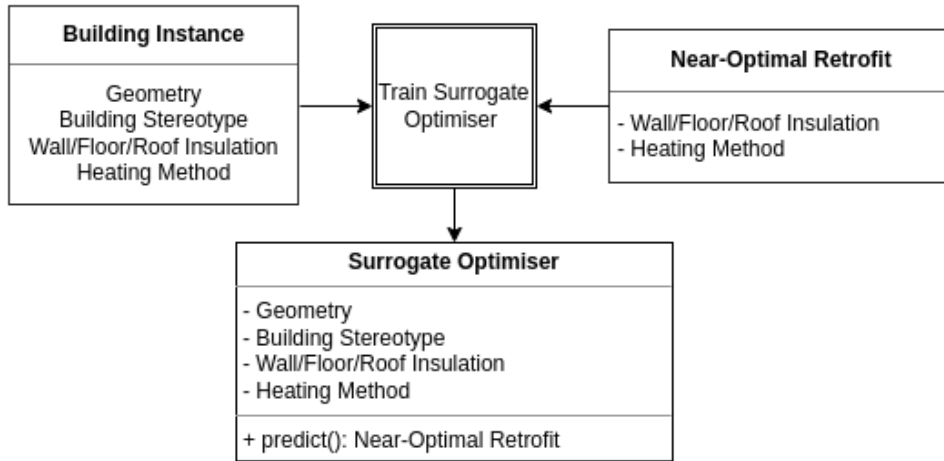 Building Instance
Geometry
Building Stereotype
Wall/Floor/Roof Insulation
Heating Method
Train Surrogate
Optimiser
Near-Optimal Retrofit
- Wall/Floor/Roof Insulation
- Heating Method
Surrogate Optimiser
- Geometry
- Building Stereotype
- Wall/Floor/Roof Insulation
- Heating Method
+ predict(): Near-Optimal Retrofit